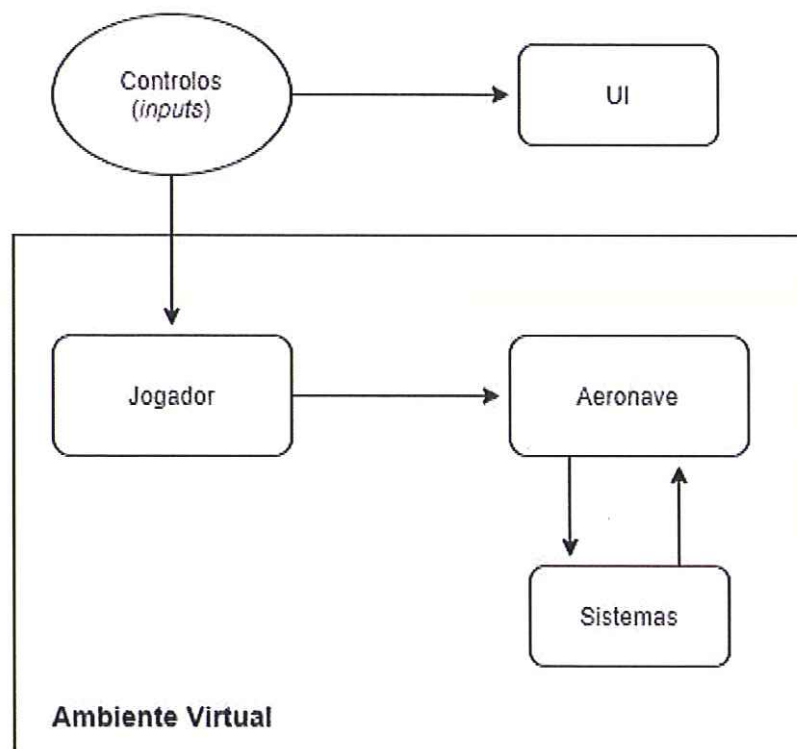 Controlos
(inputs)
UI
Jogador
Aeronave
Sistemas
Ambiente Virtual